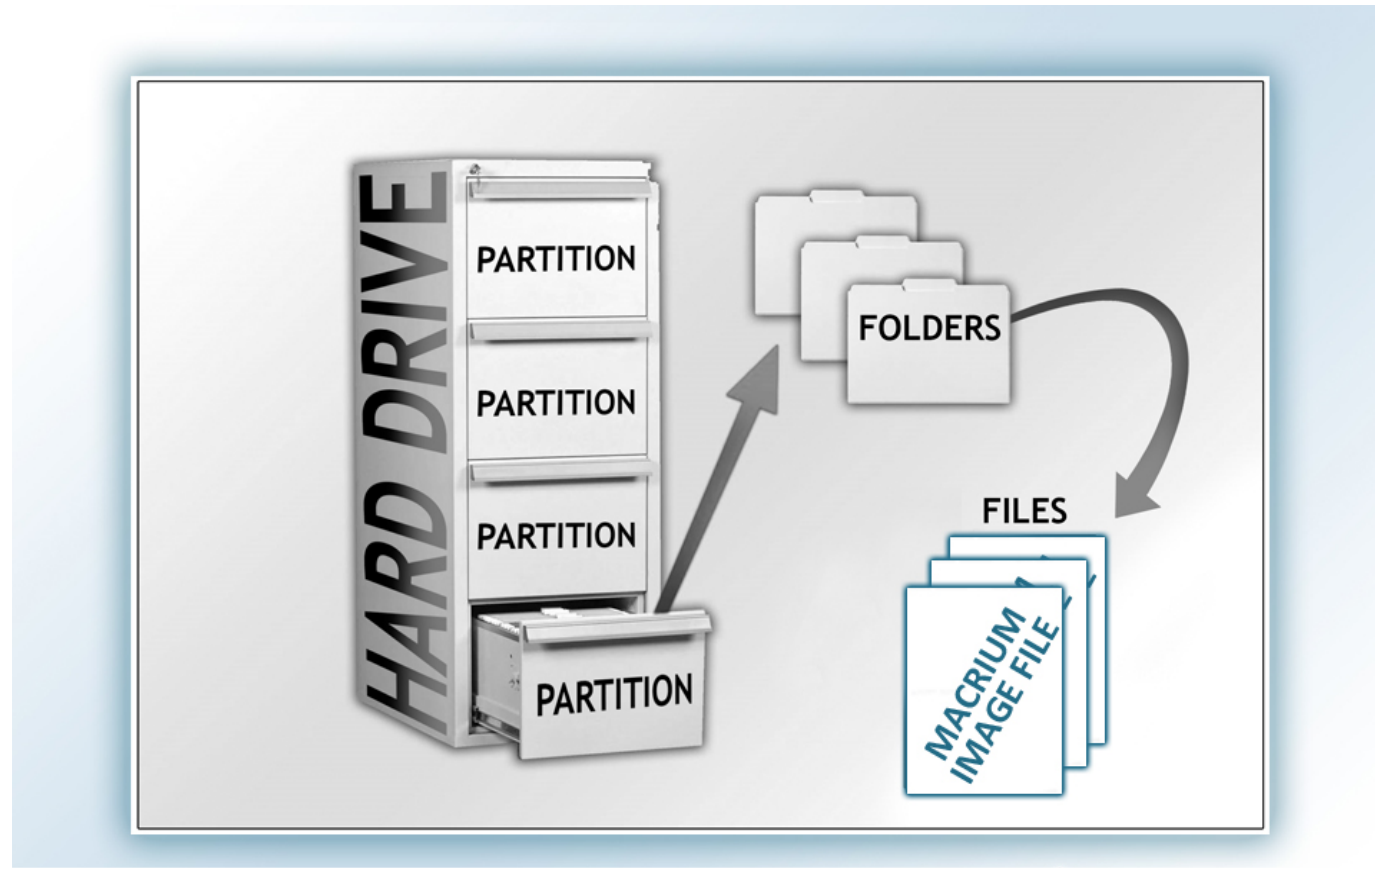 HARD DRIVE
PARTITION
PARTITION
PARTITION
PARTITION
FOLDERS
FILES
MACRIUM
IMAGE FILE